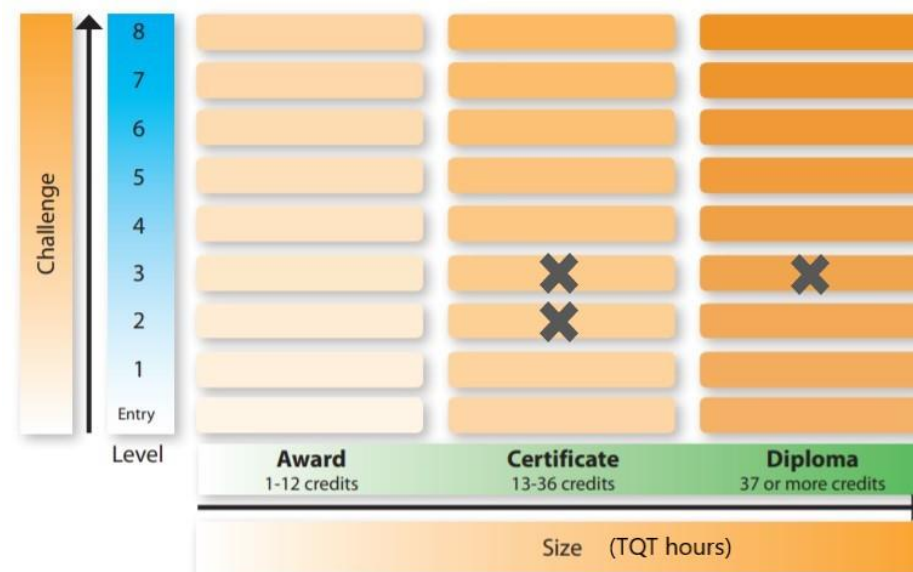 Challenge
8
7
6
5
4
3
2
1
Entry
Level
Award
1-12 credits
Certificate
13-36 credits
Diploma
37 or more credits
Size (TQT hours)